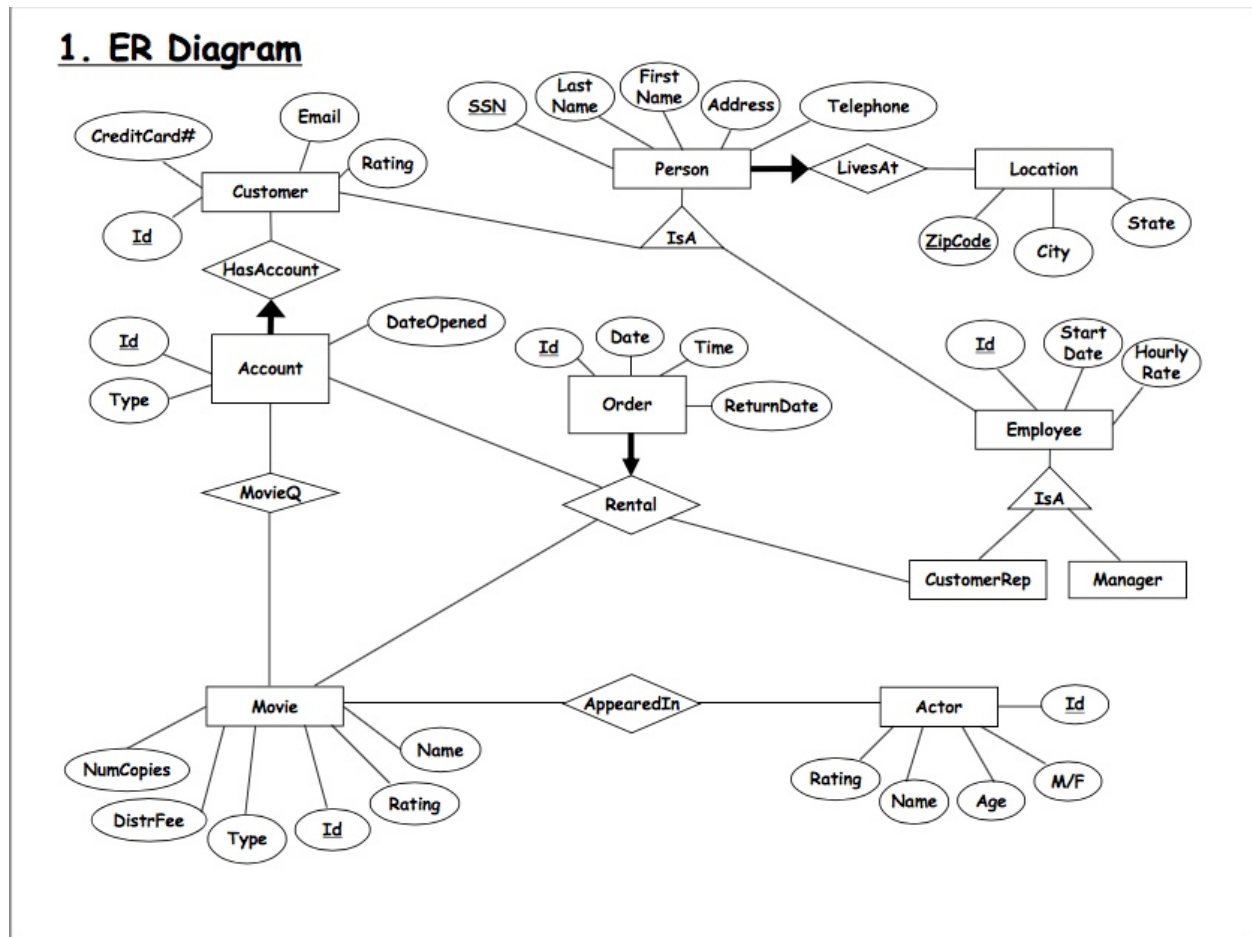 1. ER Diagram
SSN
Last
Name
First
Name
Address
Telephone
CreditCard#
Email
Rating
Customer
Id
Person
LivesAt
Location
ZipCode
City
State
IsA
HasAccount
DateOpened
Id
Type
Account
Id
Date
Time
Order
ReturnDate
Id
Start
Date
Hourly
Rate
Employee
MovieQ
Rental
IsA
CustomerRep
Manager
Movie
AppearedIn
Actor
Id
NumCopies
DistrFee
Type
Id
Rating
Name
Rating
Name
Age
M/F